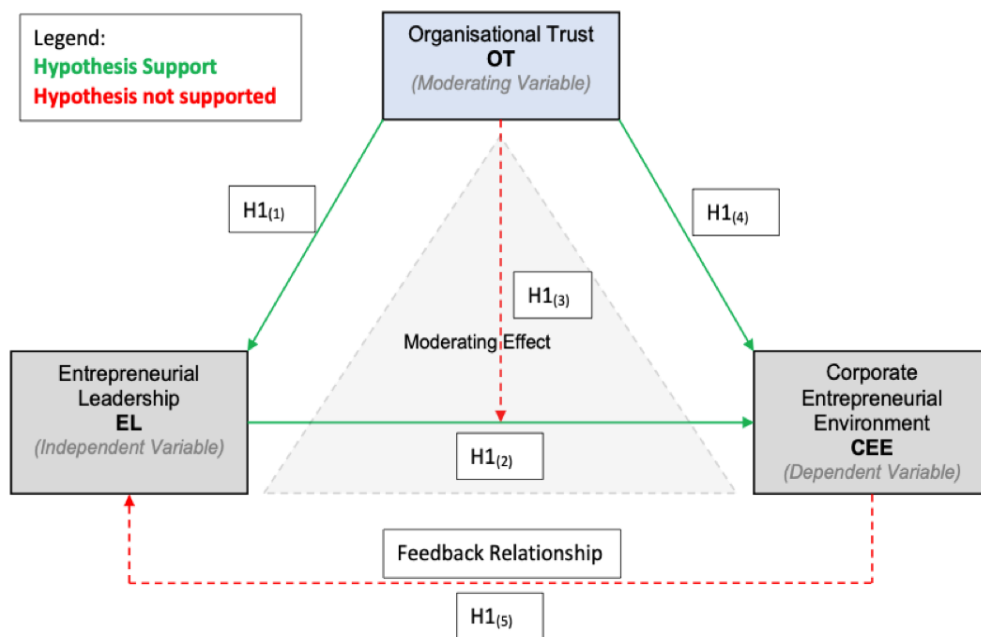 Legend:
Hypothesis Support
Hypothesis not supported
Organisational Trust
OT
(Moderating Variable)
H1(1)
H1(4)
H1(3)
Moderating Effect
Entrepreneurial
Leadership
EL
(Independent Variable)
Corporate
Entrepreneurial
Environment
CEE
(Dependent Variable)
H1(2)
Feedback Relationship
H1(5)